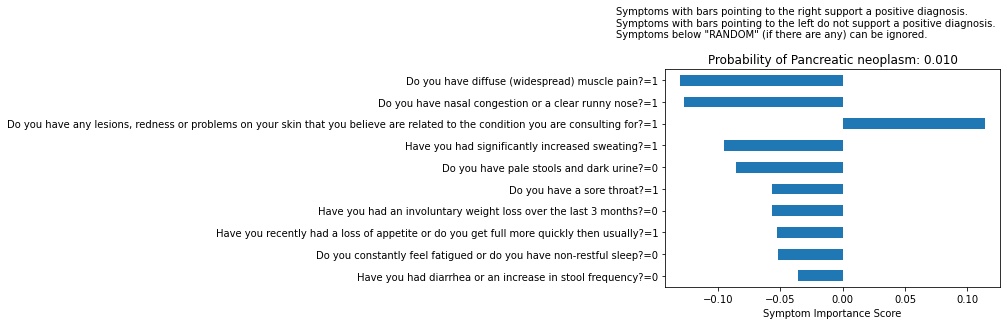 Symptoms with bars pointing to the right support a positive diagnosis.
Symptoms with bars pointing to the left do not support a positive diagnosis.
Symptoms below "RANDOM" (if there are any) can be ignored.
Probability of Pancreatic neoplasm: 0.010
Do you have diffuse (widespread) muscle pain?=1
Do you have nasal congestion or a clear runny nose?=1
Do you have any lesions, redness or problems on your skin that you believe are related to the condition you are consulting for?=1
Have you had significantly increased sweating?=1
Do you have pale stools and dark urine?=0
Do you have a sore throat?=1
Have you had an involuntary weight loss over the last 3 months?=0
Have you recently had a loss of appetite or do you get full more quickly then usually?=1
Do you constantly feel fatigued or do you have non-restful sleep?=0
Have you had diarrhea or an increase in stool frequency?=0
−0.10 −0.05 0.00 0.05 0.10
Symptom Importance Score